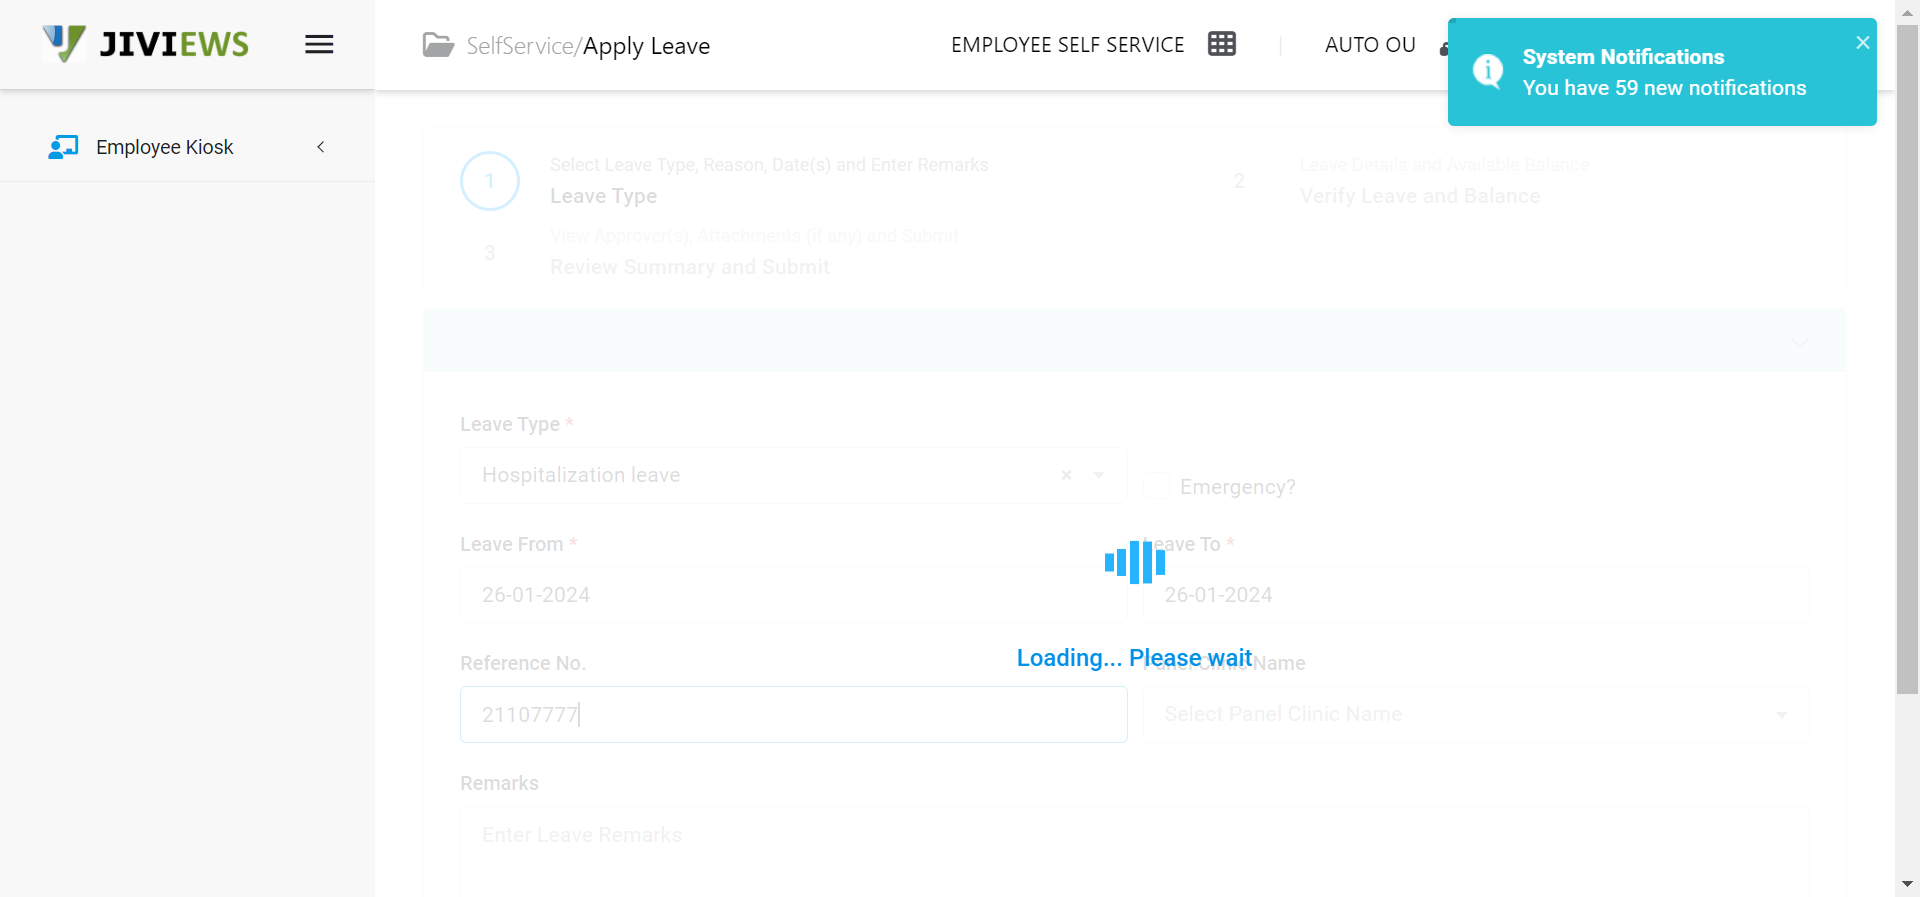 JIVIEWS
SelfService/Apply Leave
EMPLOYEE SELF SERVICE
AUTO OU
System Notifications
You have 59 new notifications
Employee Kiosk
1
Select Leave Type, Reason, Date(s) and Enter Remarks
Leave Type
2
Leave Details and Available Balance
Verify Leave and Balance
3
View Approver(s), Attachments (if any) and Submit
Review Summary and Submit
Leave Type *
Hospitalization leave
Emergency?
Leave From *
Leave To *
26-01-2024
26-01-2024
Reference No.
Panel Clinic Name
Loading... Please wait
21107777
Select Panel Clinic Name
Remarks
Enter Leave Remarks